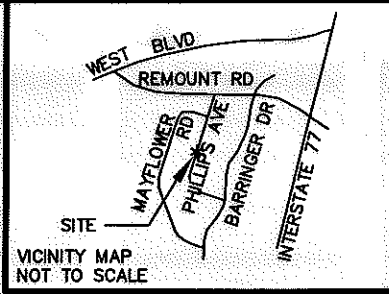 WEST BLVD
REMOUNT RD
MAYFLOWER RD
PHILLIPS AVE
BARRINGER DR
INTERSTATE 77
SITE
VICINITY MAP
NOT TO SCALE